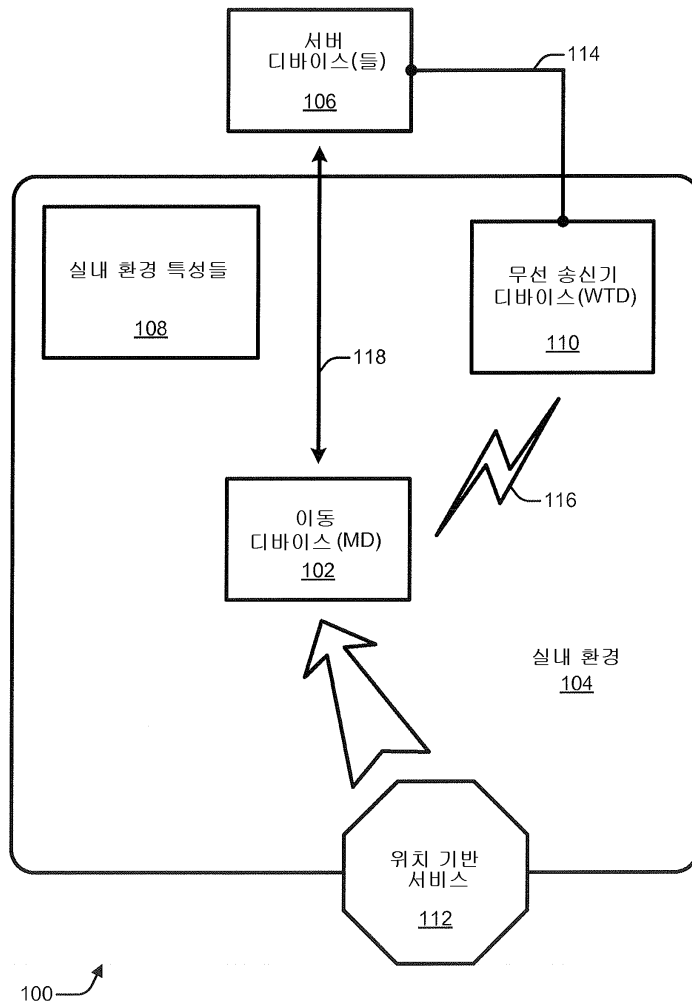 서버
디바이스(들)
106
114
실내 환경 특성들
108
무선 송신기
디바이스(WTD)
110
118
116
이동
디바이스(MD)
102
실내 환경
104
위치 기반
서비스
112
100